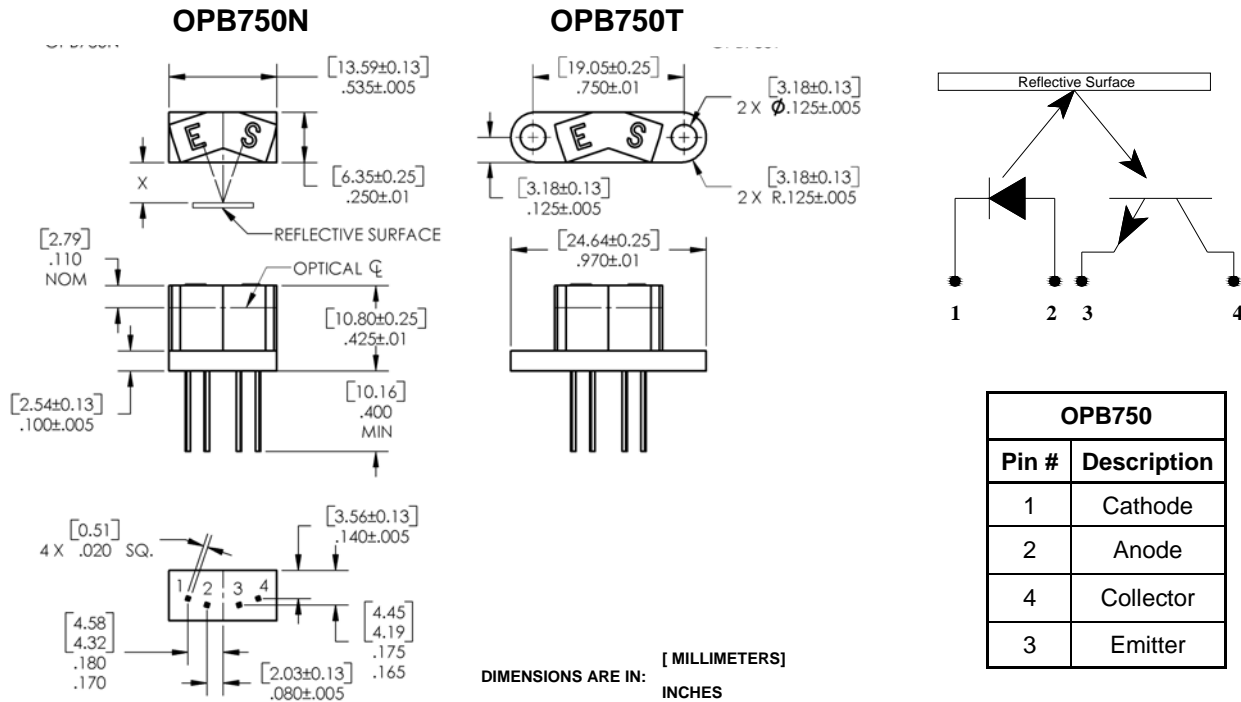 OPB750N
OPB750T
[13.59±0.13]
.535±.005
E S
X
[6.35±0.25]
.250±.01
REFLECTIVE SURFACE
[2.79]
.110
NOM
OPTICAL ℄
[10.80±0.25]
.425±.01
[2.54±0.13]
.100±.005
[10.16]
.400
MIN
[0.51]
4 X .020 SQ.
[3.56±0.13]
.140±.005
1 2 3 4
[4.58
4.32]
.180
.170
[2.03±0.13]
.080±.005
[4.45
4.19]
.175
.165
[19.05±0.25]
.750±.01
[3.18±0.13]
2 X Ø.125±.005
E S
[3.18±0.13]
.125±.005
[3.18±0.13]
2 X R.125±.005
[24.64±0.25]
.970±.01
DIMENSIONS ARE IN:
[ MILLIMETERS]
INCHES
Reflective Surface
1 2 3 4
OPB750
Pin # Description
1 Cathode
2 Anode
4 Collector
3 Emitter